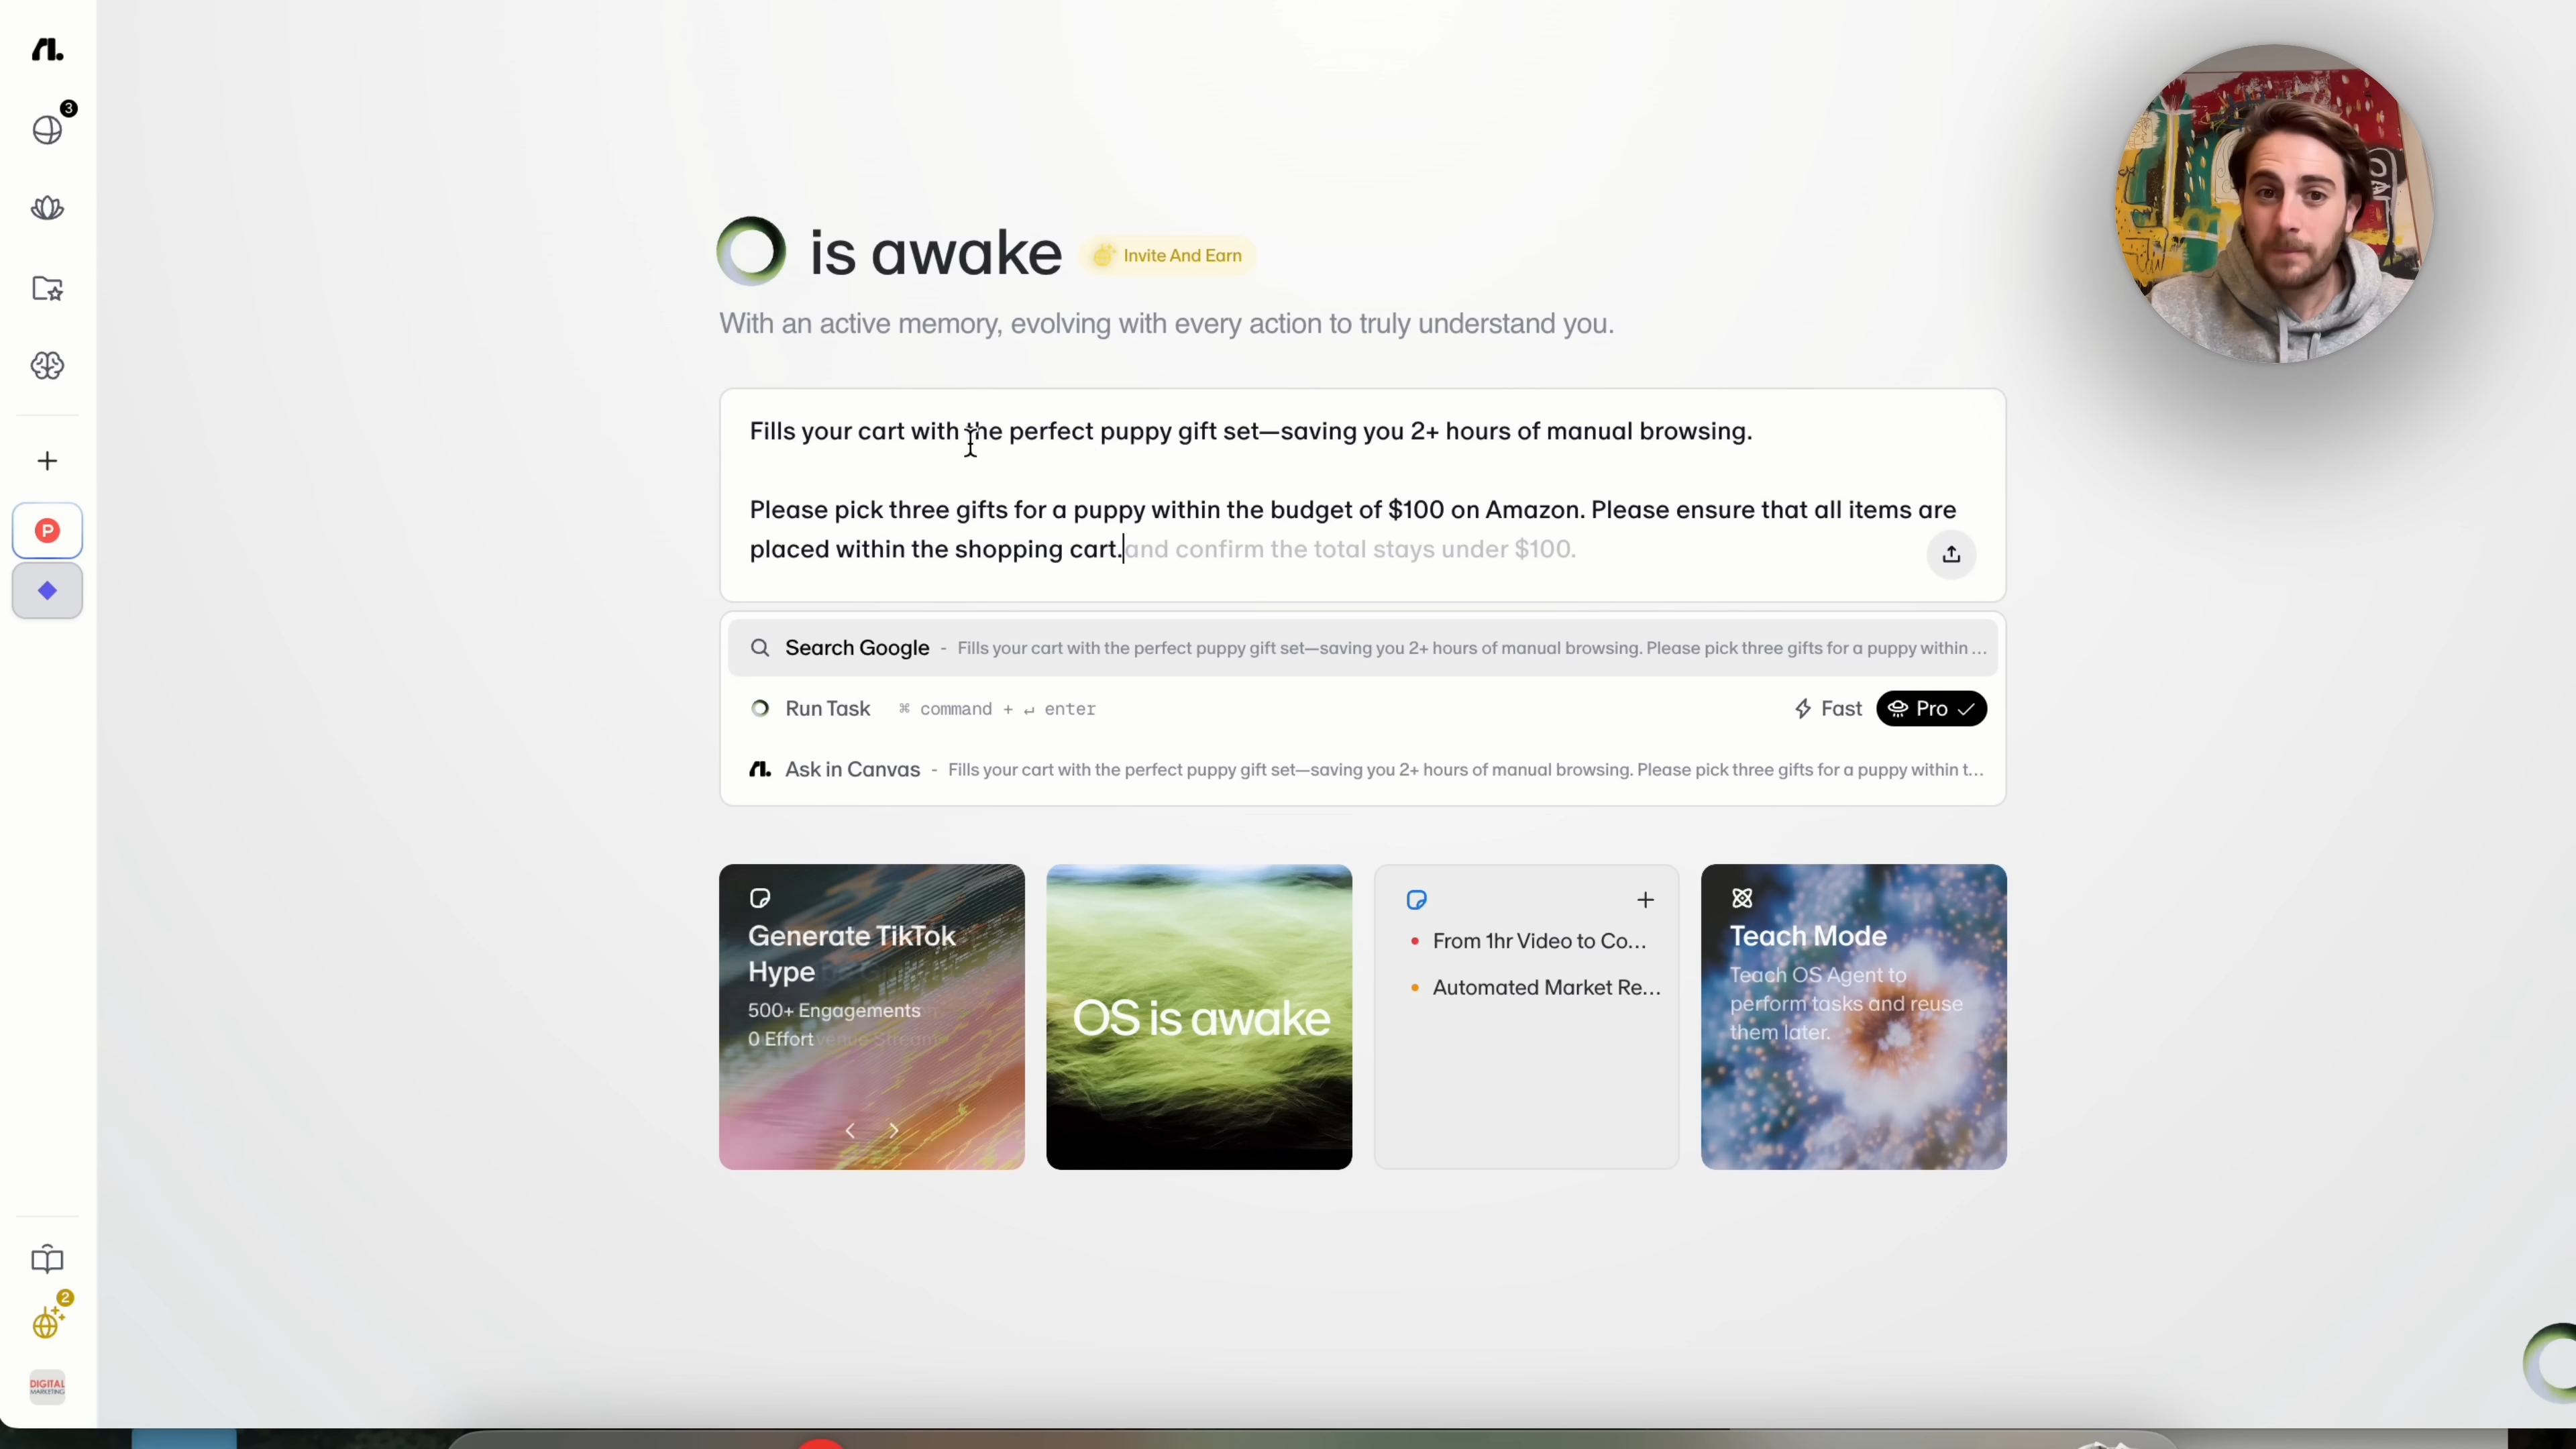 3
is awake
Invite And Earn
With an active memory, evolving with every action to truly understand you.
Fills your cart with the perfect puppy gift set—saving you 2+ hours of manual browsing.
Please pick three gifts for a puppy within the budget of $100 on Amazon. Please ensure that all items are
placed within the shopping cart.and confirm the total stays under $100.
P
Search Google - Fills your cart with the perfect puppy gift set—saving you 2+ hours of manual browsing. Please pick three gifts for a puppy within ...
Run Task ⌘ command + ↵ enter Fast Pro
Ask in Canvas - Fills your cart with the perfect puppy gift set—saving you 2+ hours of manual browsing. Please pick three gifts for a puppy within t...
Generate TikTok
Hype
500+ Engagements
0 Effort
OS is awake
From 1hr Video to Co...
Automated Market Re...
Teach Mode
Teach OS Agent to
perform tasks and reuse
them later.
2
DIGITAL
MARKETING